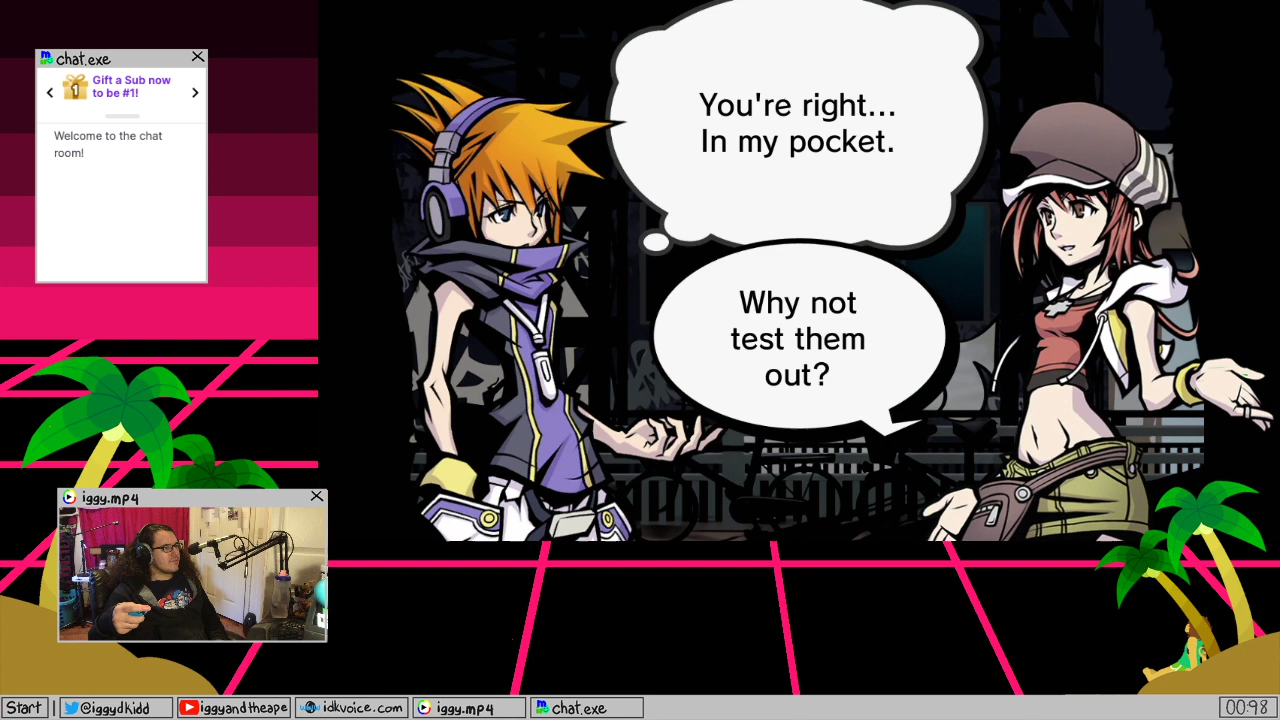 chat.exe
Gift a Sub now
to be #1!
1
Welcome to the chat
room!
You're right...
In my pocket.
Why not
test them
out?
iggy.mp4
Start
@iggydkidd
iggyandtheape
idkvoice.com
iggy.mp4
chat.exe
00:98